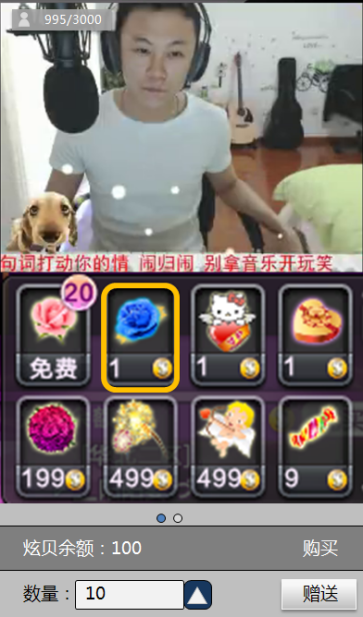 995/3000
句词打动你的情 闹归闹 别拿音乐开玩笑
20
免费 1 1 1
199 499 499 9
炫贝余额：100 购买
数量： 10 赠送